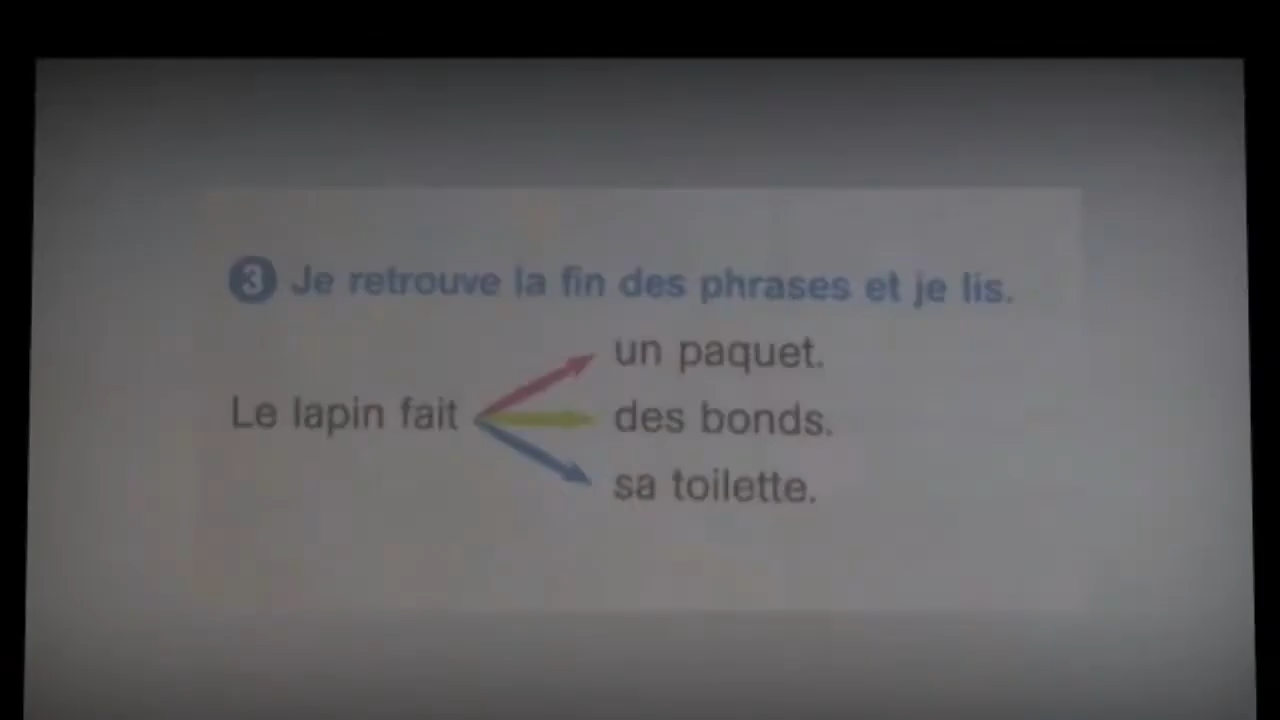 3 Je retrouve la fin des phrases et je lis.
un paquet.
Le lapin fait des bonds.
sa toilette.